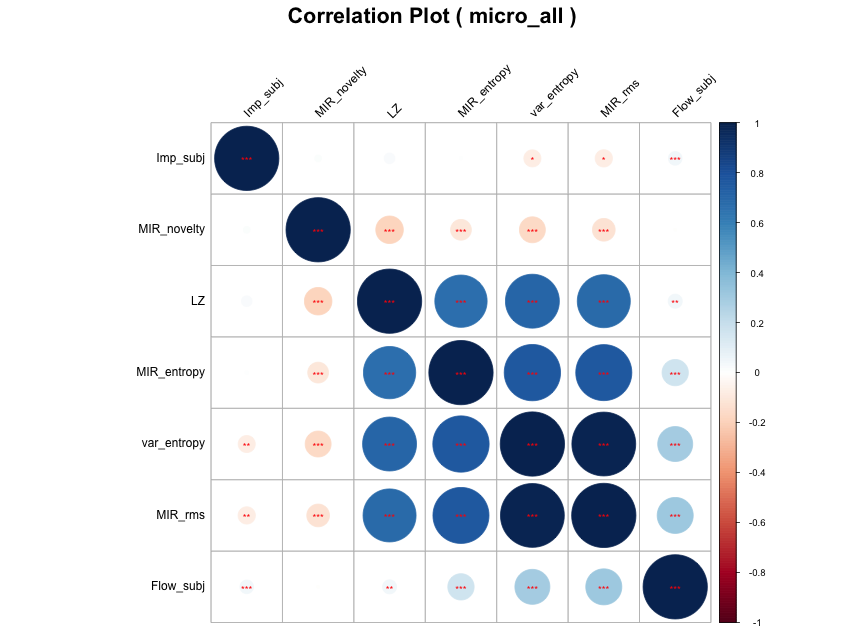 Correlation Plot ( micro_all )
Imp_subj MIR_novelty LZ MIR_entropy var_entropy MIR_rms Flow_subj
1
Imp_subj *** * * ***
0.8
MIR_novelty *** *** *** *** ***
0.6
LZ *** *** *** *** *** **
0.4
0.2
MIR_entropy *** *** *** *** *** ***
0
-0.2
var_entropy ** *** *** *** *** *** ***
-0.4
MIR_rms ** *** *** *** *** *** ***
-0.6
Flow_subj *** ** *** *** *** ***
-0.8
-1